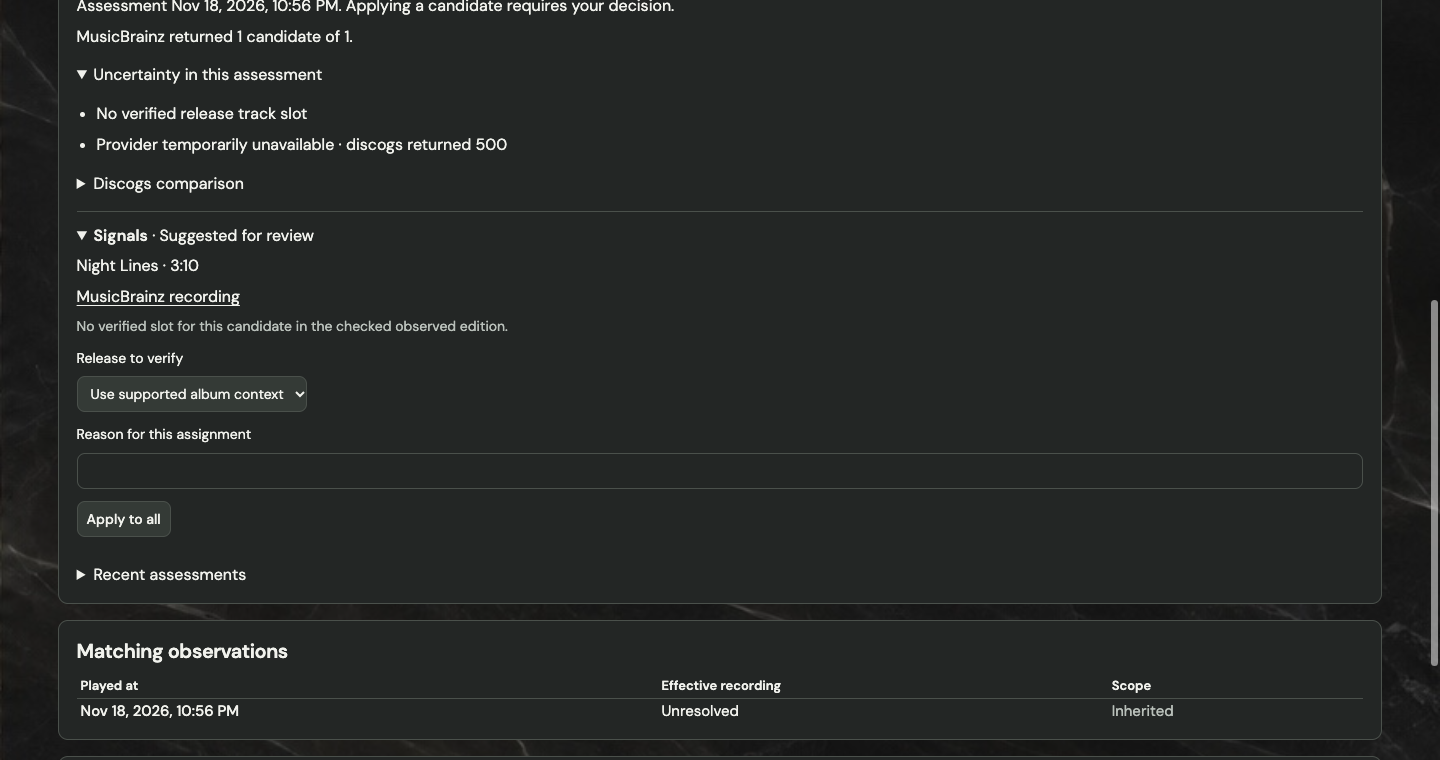 Assessment Nov 18, 2026, 10:56 PM. Applying a candidate requires your decision.
MusicBrainz returned 1 candidate of 1.
Uncertainty in this assessment
No verified release track slot
Provider temporarily unavailable · discogs returned 500
Discogs comparison
Signals · Suggested for review
Night Lines · 3:10
MusicBrainz recording
No verified slot for this candidate in the checked observed edition.
Release to verify
Use supported album context
Reason for this assignment
Apply to all
Recent assessments
Matching observations
Played at Effective recording Scope
Nov 18, 2026, 10:56 PM Unresolved Inherited